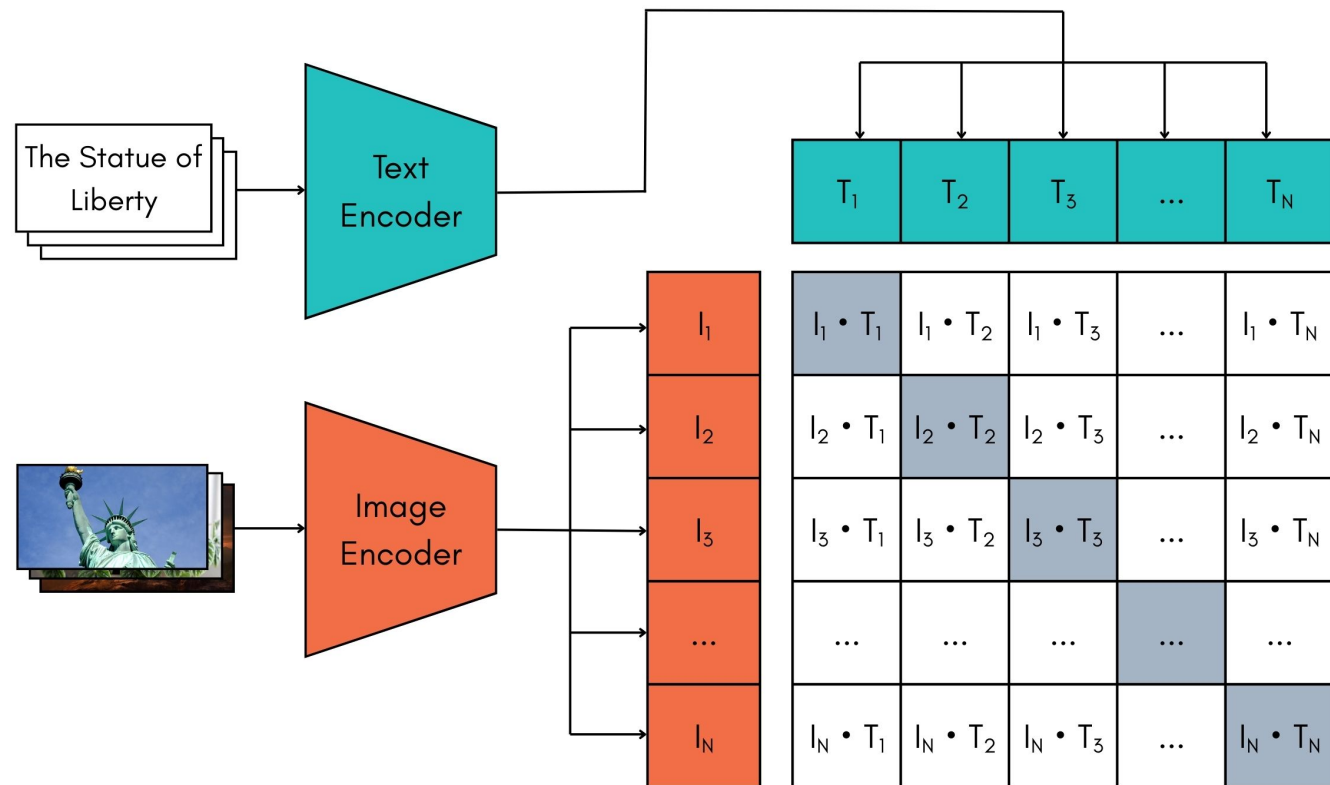 The Statue of
Liberty
Text
Encoder
T₁ T₂ T₃ ... T_N
Image
Encoder
I₁ I₁ • T₁ I₁ • T₂ I₁ • T₃ ... I₁ • T_N
I₂ I₂ • T₁ I₂ • T₂ I₂ • T₃ ... I₂ • T_N
I₃ I₃ • T₁ I₃ • T₂ I₃ • T₃ ... I₃ • T_N
... ... ... ... ... ...
I_N I_N • T₁ I_N • T₂ I_N • T₃ ... I_N • T_N